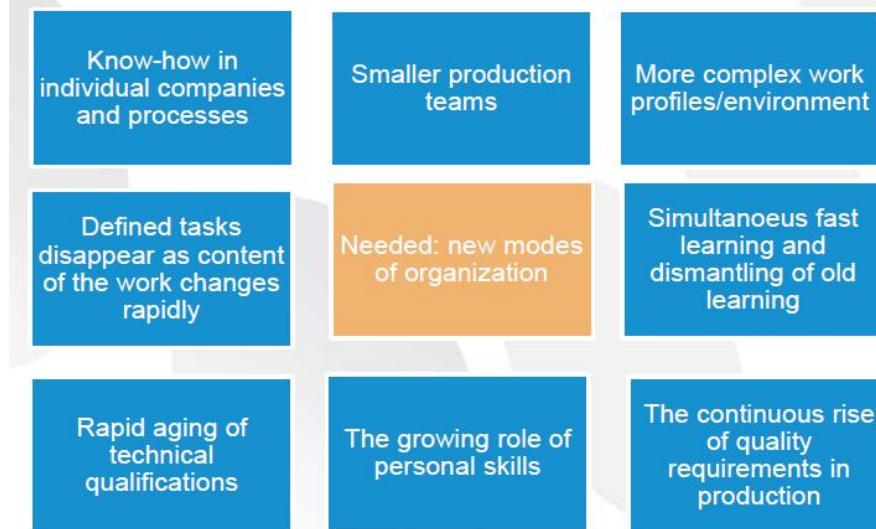 Know-how in
individual companies
and processes
Smaller production
teams
More complex work
profiles/environment
Defined tasks
disappear as content
of the work changes
rapidly
Needed: new modes
of organization
Simultanoeus fast
learning and
dismantling of old
learning
Rapid aging of
technical
qualifications
The growing role of
personal skills
The continuous rise
of quality
requirements in
production